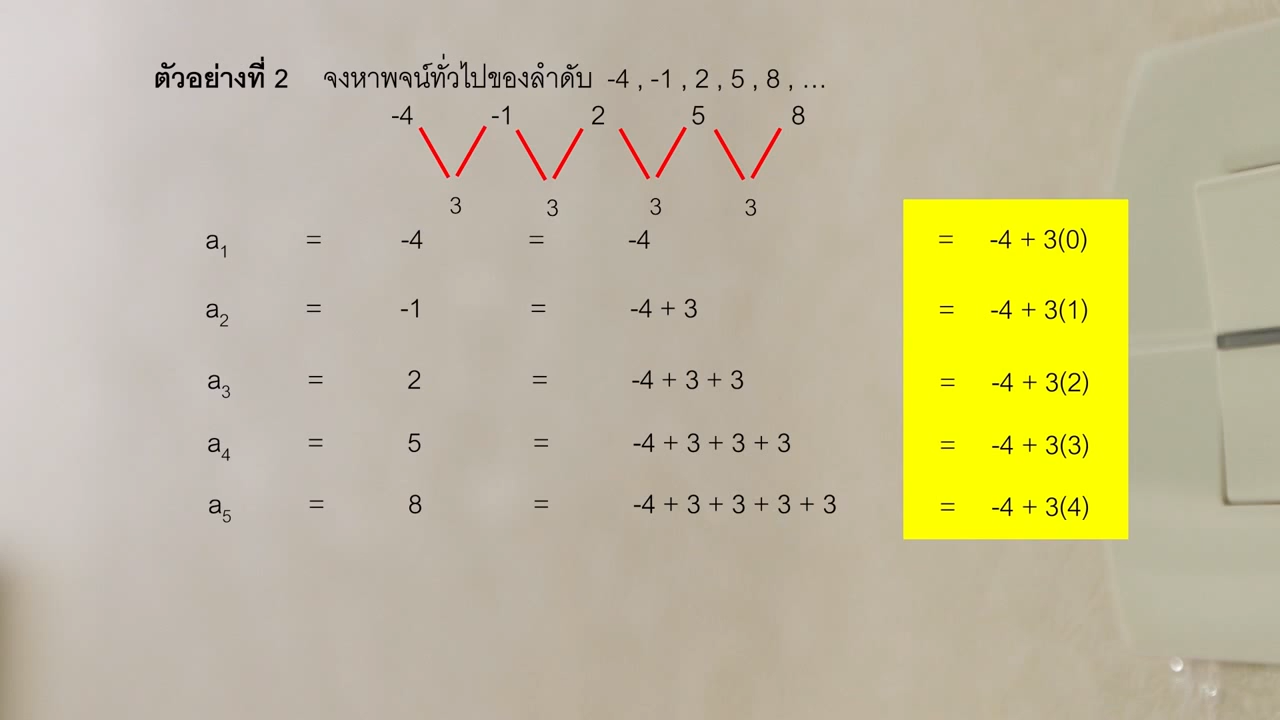 ตัวอย่างที่ 2 จงหาพจน์ทั่วไปของลำดับ -4 , -1 , 2 , 5 , 8 , ...
-4 -1 2 5 8
3 3 3 3
a1 = -4 = -4 = -4 + 3(0)
a2 = -1 = -4 + 3 = -4 + 3(1)
a3 = 2 = -4 + 3 + 3 = -4 + 3(2)
a4 = 5 = -4 + 3 + 3 + 3 = -4 + 3(3)
a5 = 8 = -4 + 3 + 3 + 3 + 3 = -4 + 3(4)